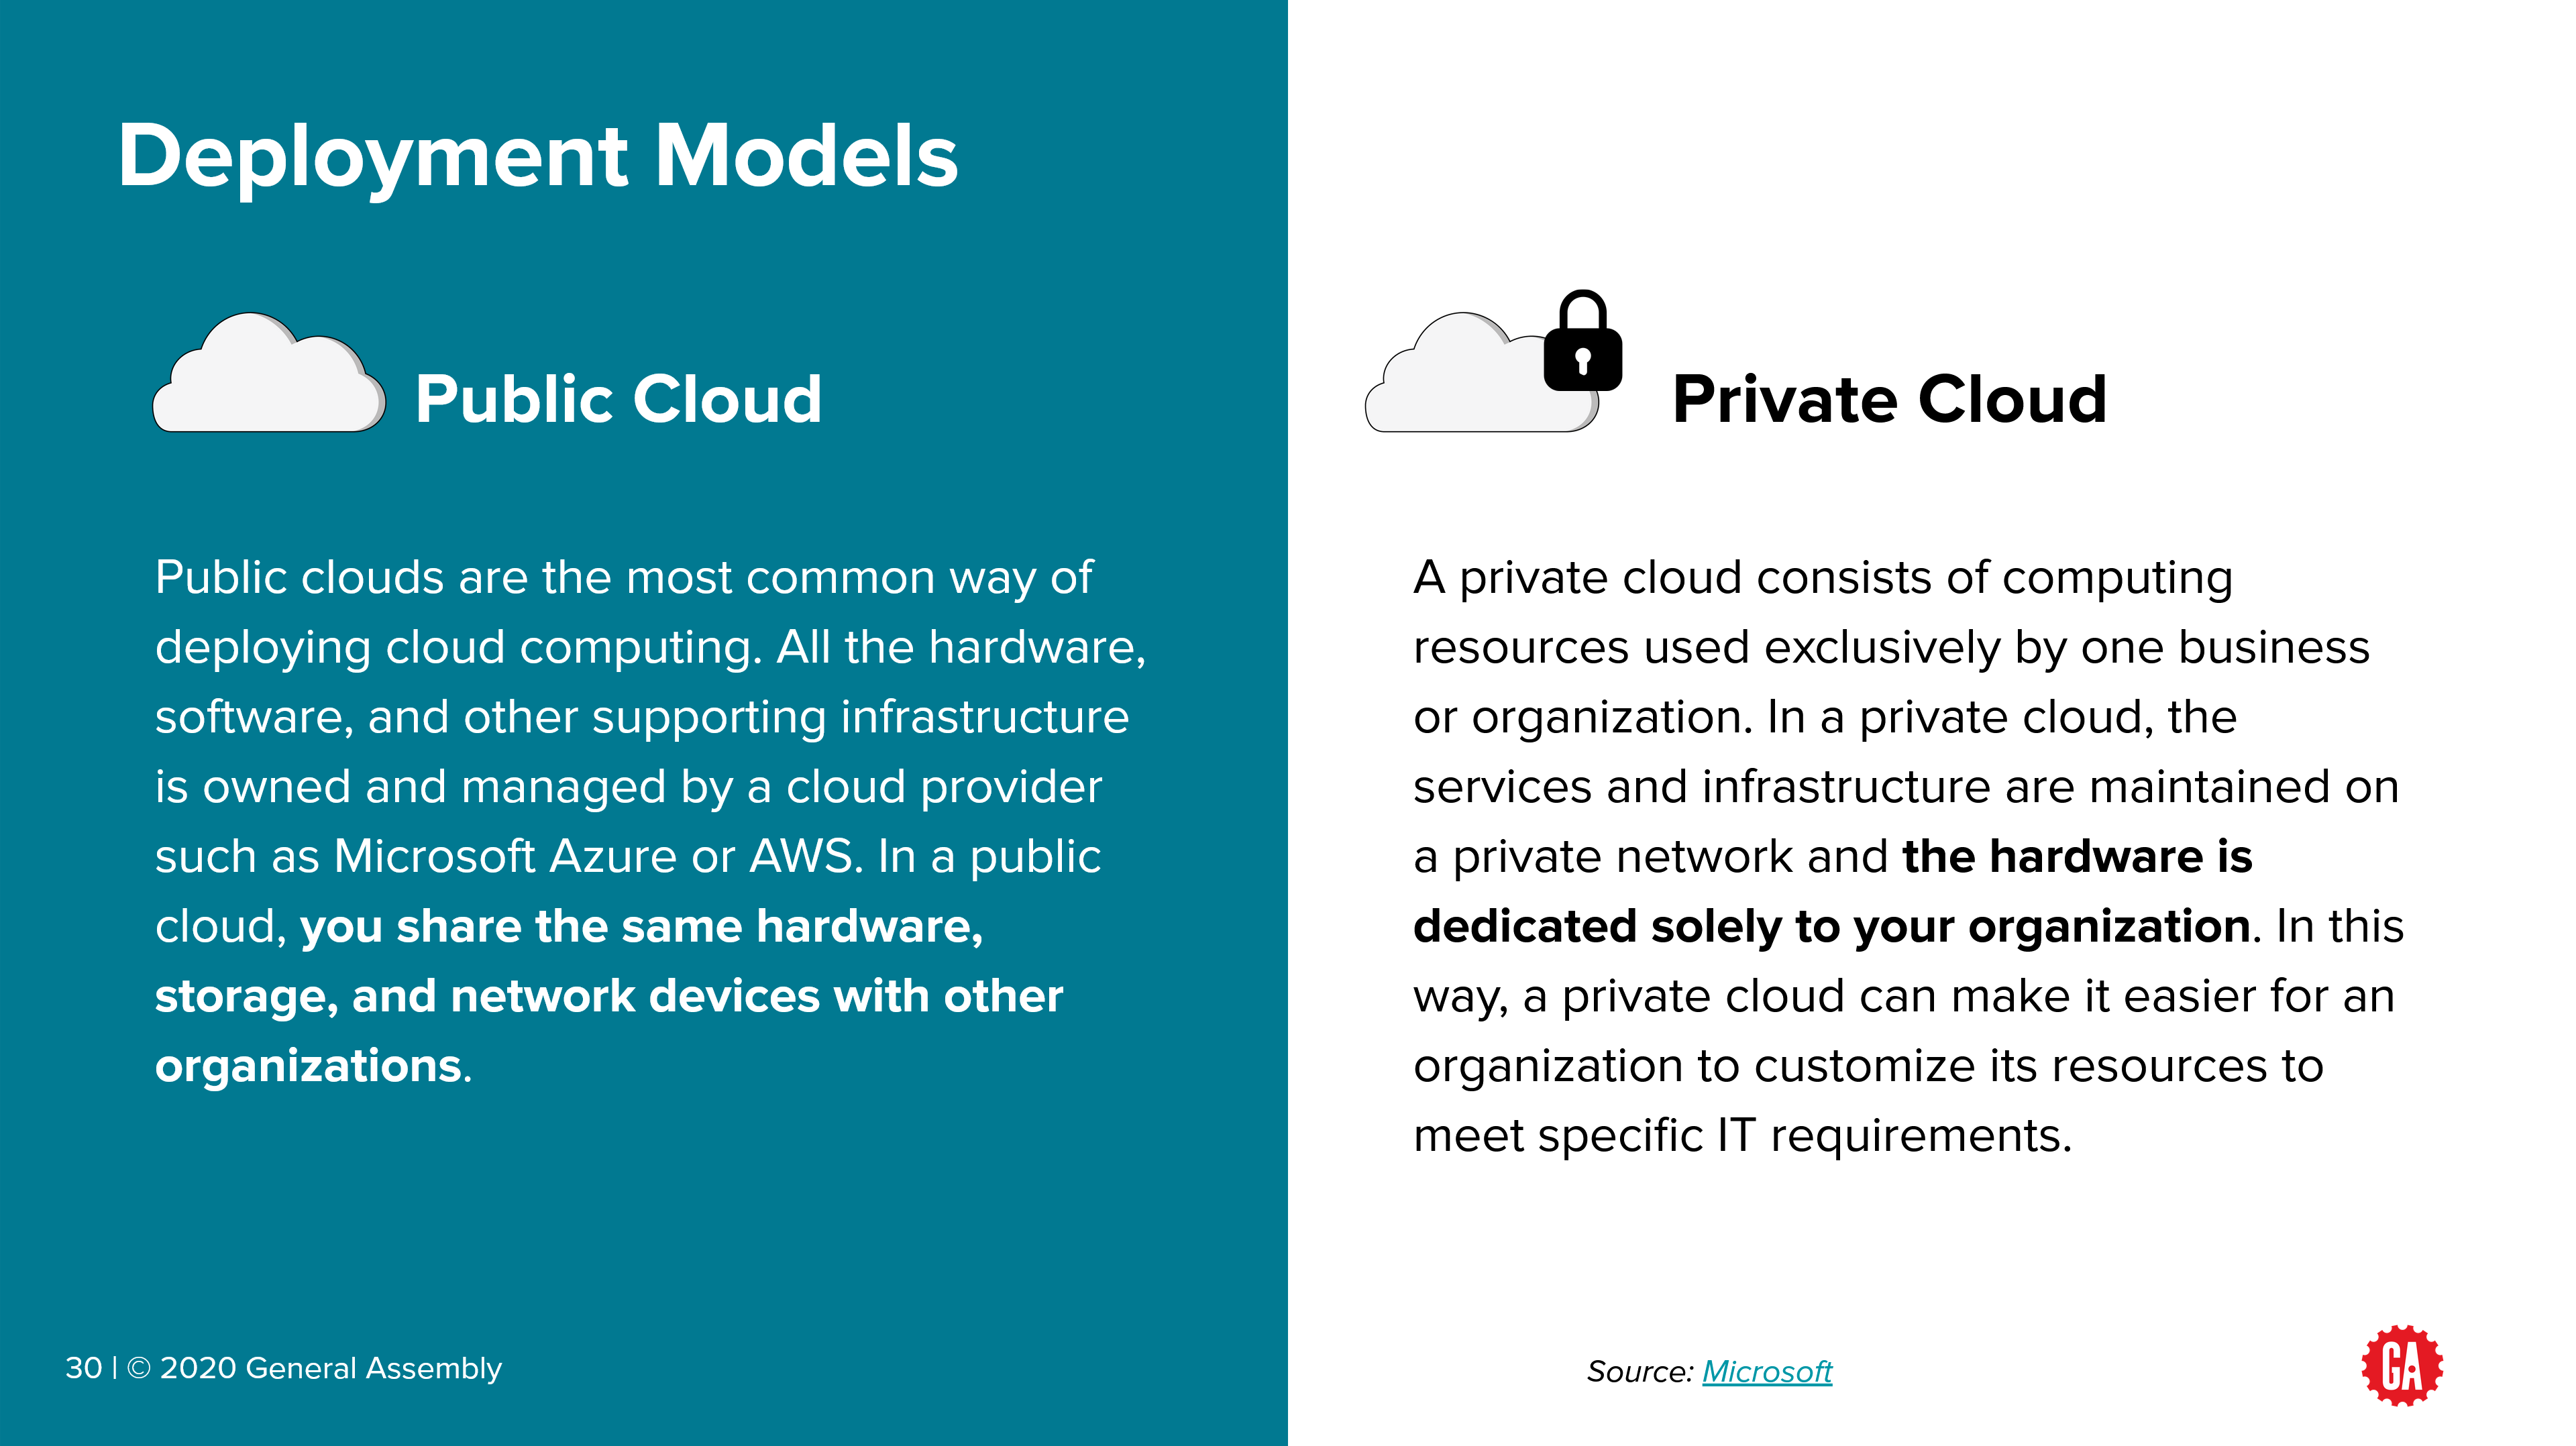 Deployment Models
Public Cloud
Public clouds are the most common way of
deploying cloud computing. All the hardware,
software, and other supporting infrastructure
is owned and managed by a cloud provider
such as Microsoft Azure or AWS. In a public
cloud, you share the same hardware,
storage, and network devices with other
organizations.
Private Cloud
A private cloud consists of computing
resources used exclusively by one business
or organization. In a private cloud, the
services and infrastructure are maintained on
a private network and the hardware is
dedicated solely to your organization. In this
way, a private cloud can make it easier for an
organization to customize its resources to
meet specific IT requirements.
30 | © 2020 General Assembly
Source: Microsoft
GA